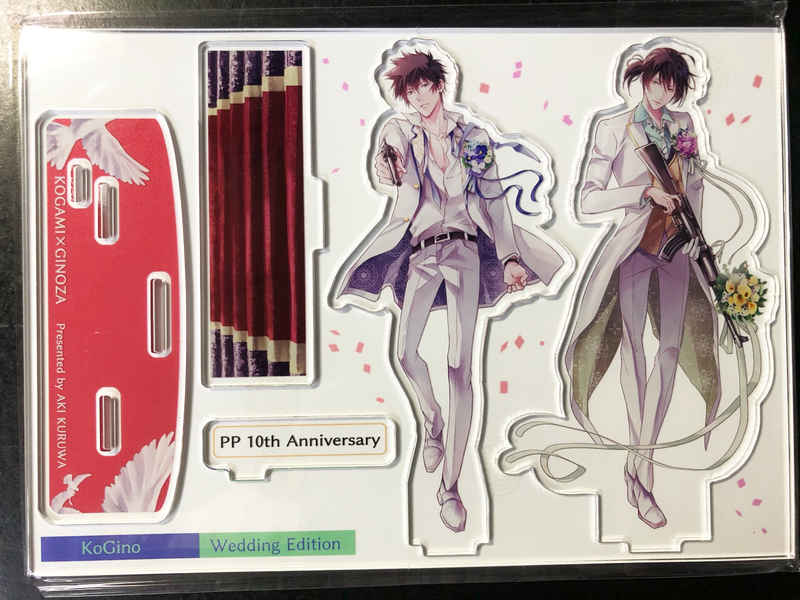 KOGAMI×GINOZA Presented by AKI KURUWA
PP 10th Anniversary
KoGino Wedding Edition